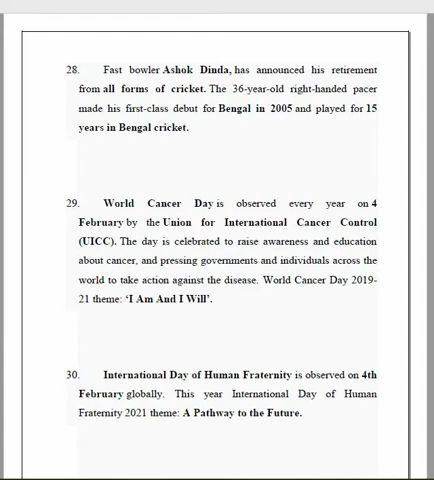 28. Fast bowler Ashok Dinda, has announced his retirement
from all forms of cricket. The 36-year-old right-handed pacer
made his first-class debut for Bengal in 2005 and played for 15
years in Bengal cricket.
29. World Cancer Day is observed every year on 4
February by the Union for International Cancer Control
(UICC). The day is celebrated to raise awareness and education
about cancer, and pressing governments and individuals across the
world to take action against the disease. World Cancer Day 2019-
21 theme: ‘I Am And I Will’.
30. International Day of Human Fraternity is observed on 4th
February globally. This year International Day of Human
Fraternity 2021 theme: A Pathway to the Future.